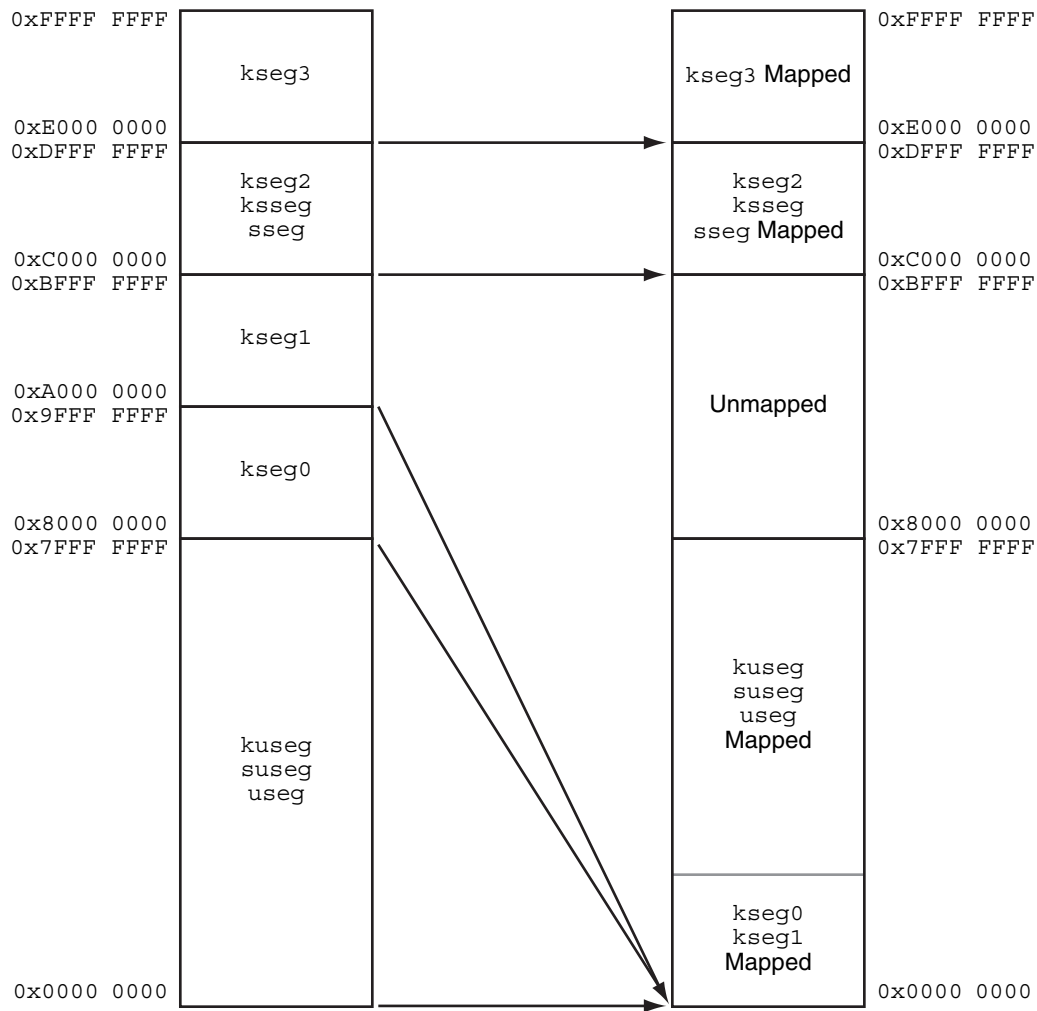 0xFFFF FFFF
kseg3
0xE000 0000
0xDFFF FFFF
kseg2
ksseg
sseg
0xC000 0000
0xBFFF FFFF
kseg1
0xA000 0000
0x9FFF FFFF
kseg0
0x8000 0000
0x7FFF FFFF
kuseg
suseg
useg
0x0000 0000
0xFFFF FFFF
kseg3 Mapped
0xE000 0000
0xDFFF FFFF
kseg2
ksseg
sseg Mapped
0xC000 0000
0xBFFF FFFF
Unmapped
0x8000 0000
0x7FFF FFFF
kuseg
suseg
useg
Mapped
kseg0
kseg1
Mapped
0x0000 0000